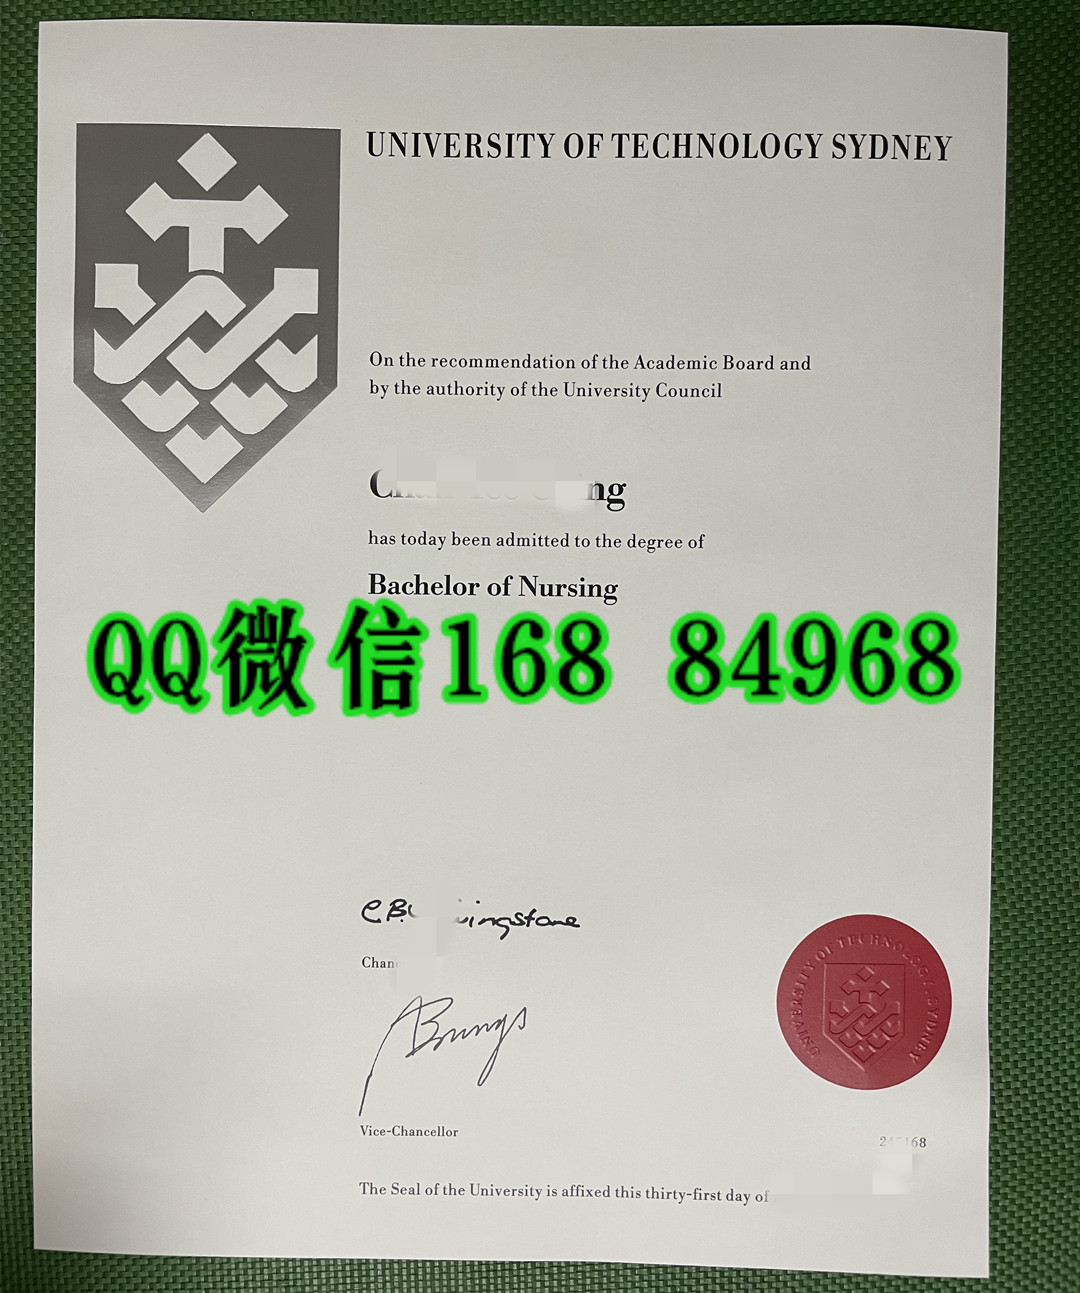 UNIVERSITY OF TECHNOLOGY SYDNEY
On the recommendation of the Academic Board and
by the authority of the University Council
has today been admitted to the degree of
Bachelor of Nursing
QQ微信168 84968
Vice-Chancellor
UNIVERSITY OF TECHNOLOGY, SYDNEY
The Seal of the University is affixed this thirty-first day of